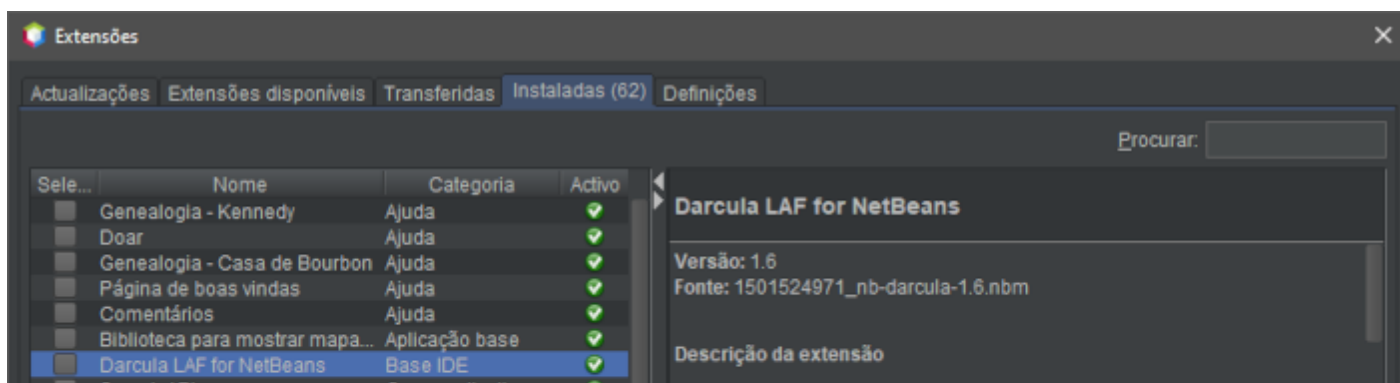 Extensões
Actualizações Extensões disponíveis Transferidas Instaladas (62) Definições
Procurar:
Sele... Nome Categoria Activo
Genealogia - Kennedy Ajuda
Doar Ajuda
Genealogia - Casa de Bourbon Ajuda
Página de boas vindas Ajuda
Comentários Ajuda
Biblioteca para mostrar mapa... Aplicação base
Darcula LAF for NetBeans Base IDE
Darcula LAF for NetBeans
Versão: 1.6
Fonte: 1501524971_nb-darcula-1.6.nbm
Descrição da extensão